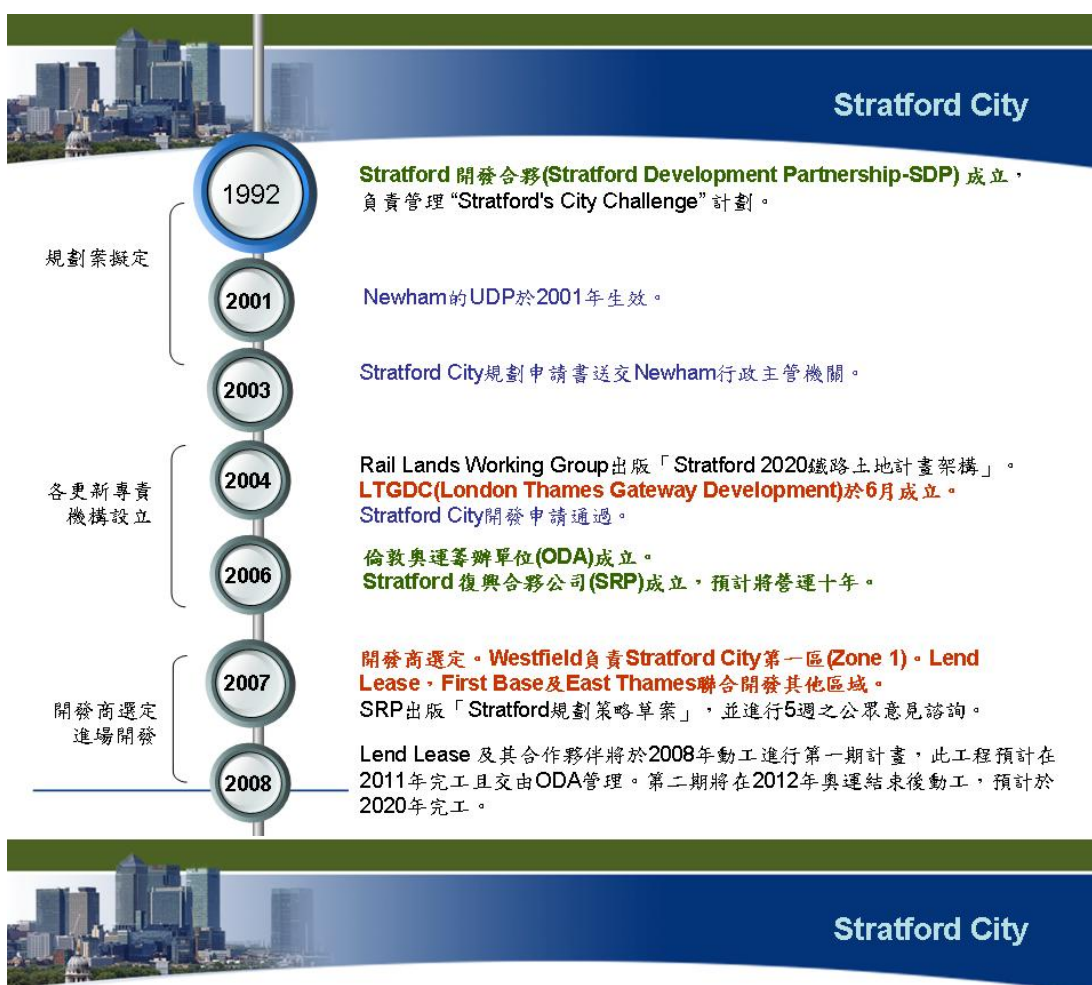 Stratford City
1992
Stratford 開發合夥(Stratford Development Partnership-SDP) 成立，
負責管理 “Stratford's City Challenge” 計劃。
規劃案擬定
2001
Newham的UDP於2001年生效。
2003
Stratford City規劃申請書送交Newham行政主管機關。
各更新專責
機構設立
2004
Rail Lands Working Group出版「Stratford 2020鐵路土地計畫架構」。
LTGDC(London Thames Gateway Development)於6月成立。
Stratford City開發申請通過。
2006
倫敦奧運籌辦單位(ODA)成立。
Stratford 復興合夥公司(SRP)成立，預計將營運十年。
開發商選定
進場開發
2007
開發商選定。Westfield負責Stratford City第一區(Zone 1)。Lend
Lease，First Base及East Thames聯合開發其他區域。
SRP出版「Stratford規劃策略草案」，並進行5週之公眾意見諮詢。
2008
Lend Lease 及其合作夥伴將於2008年動工進行第一期計畫，此工程預計在
2011年完工且交由ODA管理。第二期將在2012年奧運結束後動工，預計於
2020年完工。
Stratford City